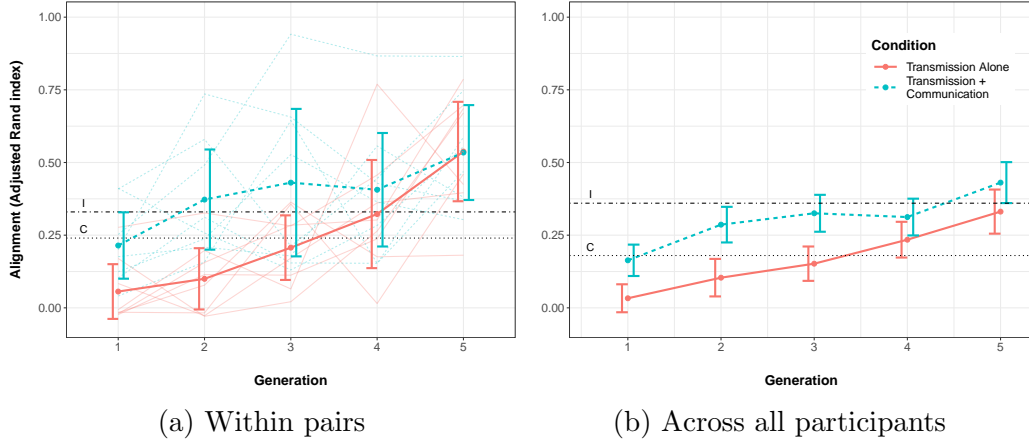 Alignment (Adjusted Rand index)
1.00
0.75
0.50
0.25
0.00
I
C
1
2
3
4
5
Generation
(a) Within pairs
1.00
0.75
0.50
0.25
0.00
I
C
Condition
Transmission Alone
Transmission +
Communication
1
2
3
4
5
Generation
(b) Across all participants